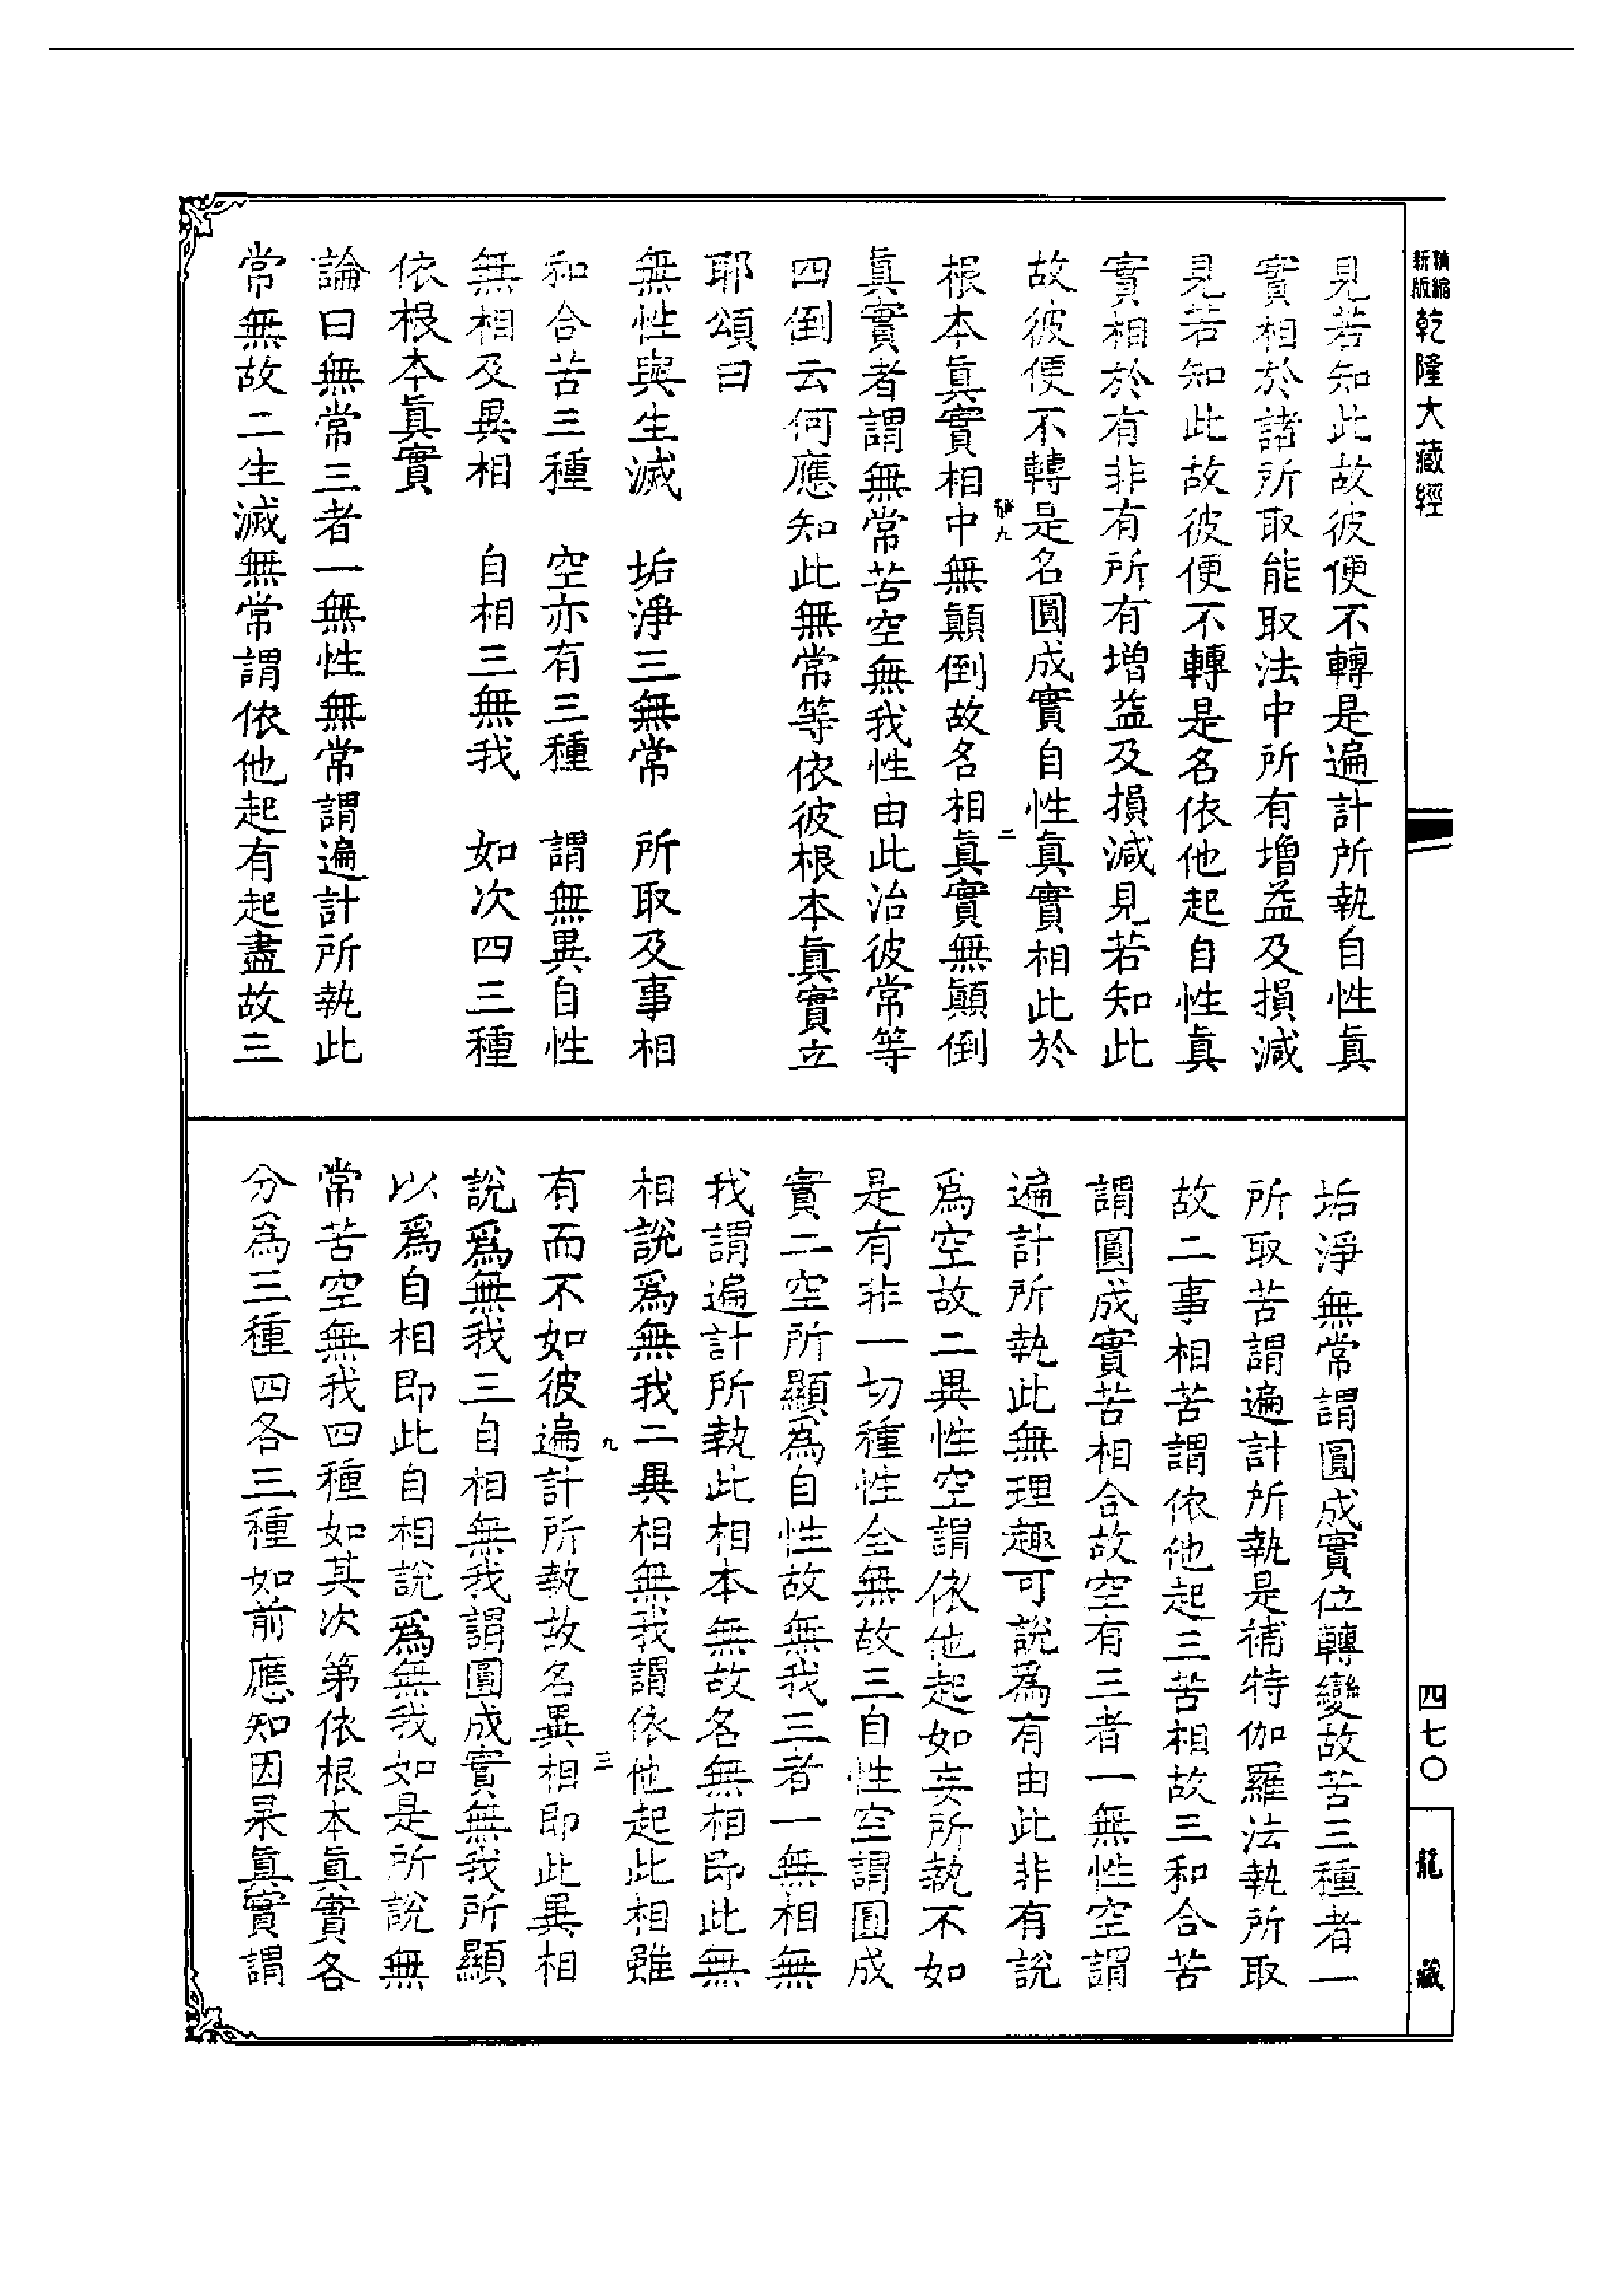 精縮
新版
乾隆大藏經
見若知此故彼便不轉是遍計所執自性眞
實相於諸所取能取法中所有增益及損減
見若知此故彼便不轉是名依他起自性眞
實相於有非有所有增益及損減見若知此
故彼便不轉是名圓成實自性眞實相此於
根本眞實相中無顛倒故名相眞實無顛倒
眞實者謂無常苦空無我性由此治彼常等
四倒云何應知此無常等依彼根本眞實立
耶頌曰
無性與生滅　垢淨三無常　所取及事相
和合苦三種　空亦有三種　謂無異自性
無相及異相　自相三無我　如次四三種
依根本眞實
論曰無常三者一無性無常謂遍計所執此
常無故二生滅無常謂依他起有起盡故三
九
二
垢淨無常謂圓成實位轉變故苦三種者一
所取苦謂遍計所執是補特伽羅法執所取
故二事相苦謂依他起三苦相故三和合苦
謂圓成實苦相合故空有三者一無性空謂
遍計所執此無理趣可說爲有由此非有說
爲空故二異性空謂依他起如妄所執不如
是有非一切種性全無故三自性空謂圓成
實二空所顯爲自性故無我三者一無相無
我謂遍計所執此相本無故名無相即此無
相說爲無我二異相無我謂依他起此相雖
有而不如彼遍計所執故名異相即此異相
說爲無我三自相無我謂圓成實無我所顯
以爲自相即此自相說爲無我如是所說無
常苦空無我四種如其次第依根本眞實各
分為三種四各三種如前應知因果眞實謂
九
三
四七〇
龍藏